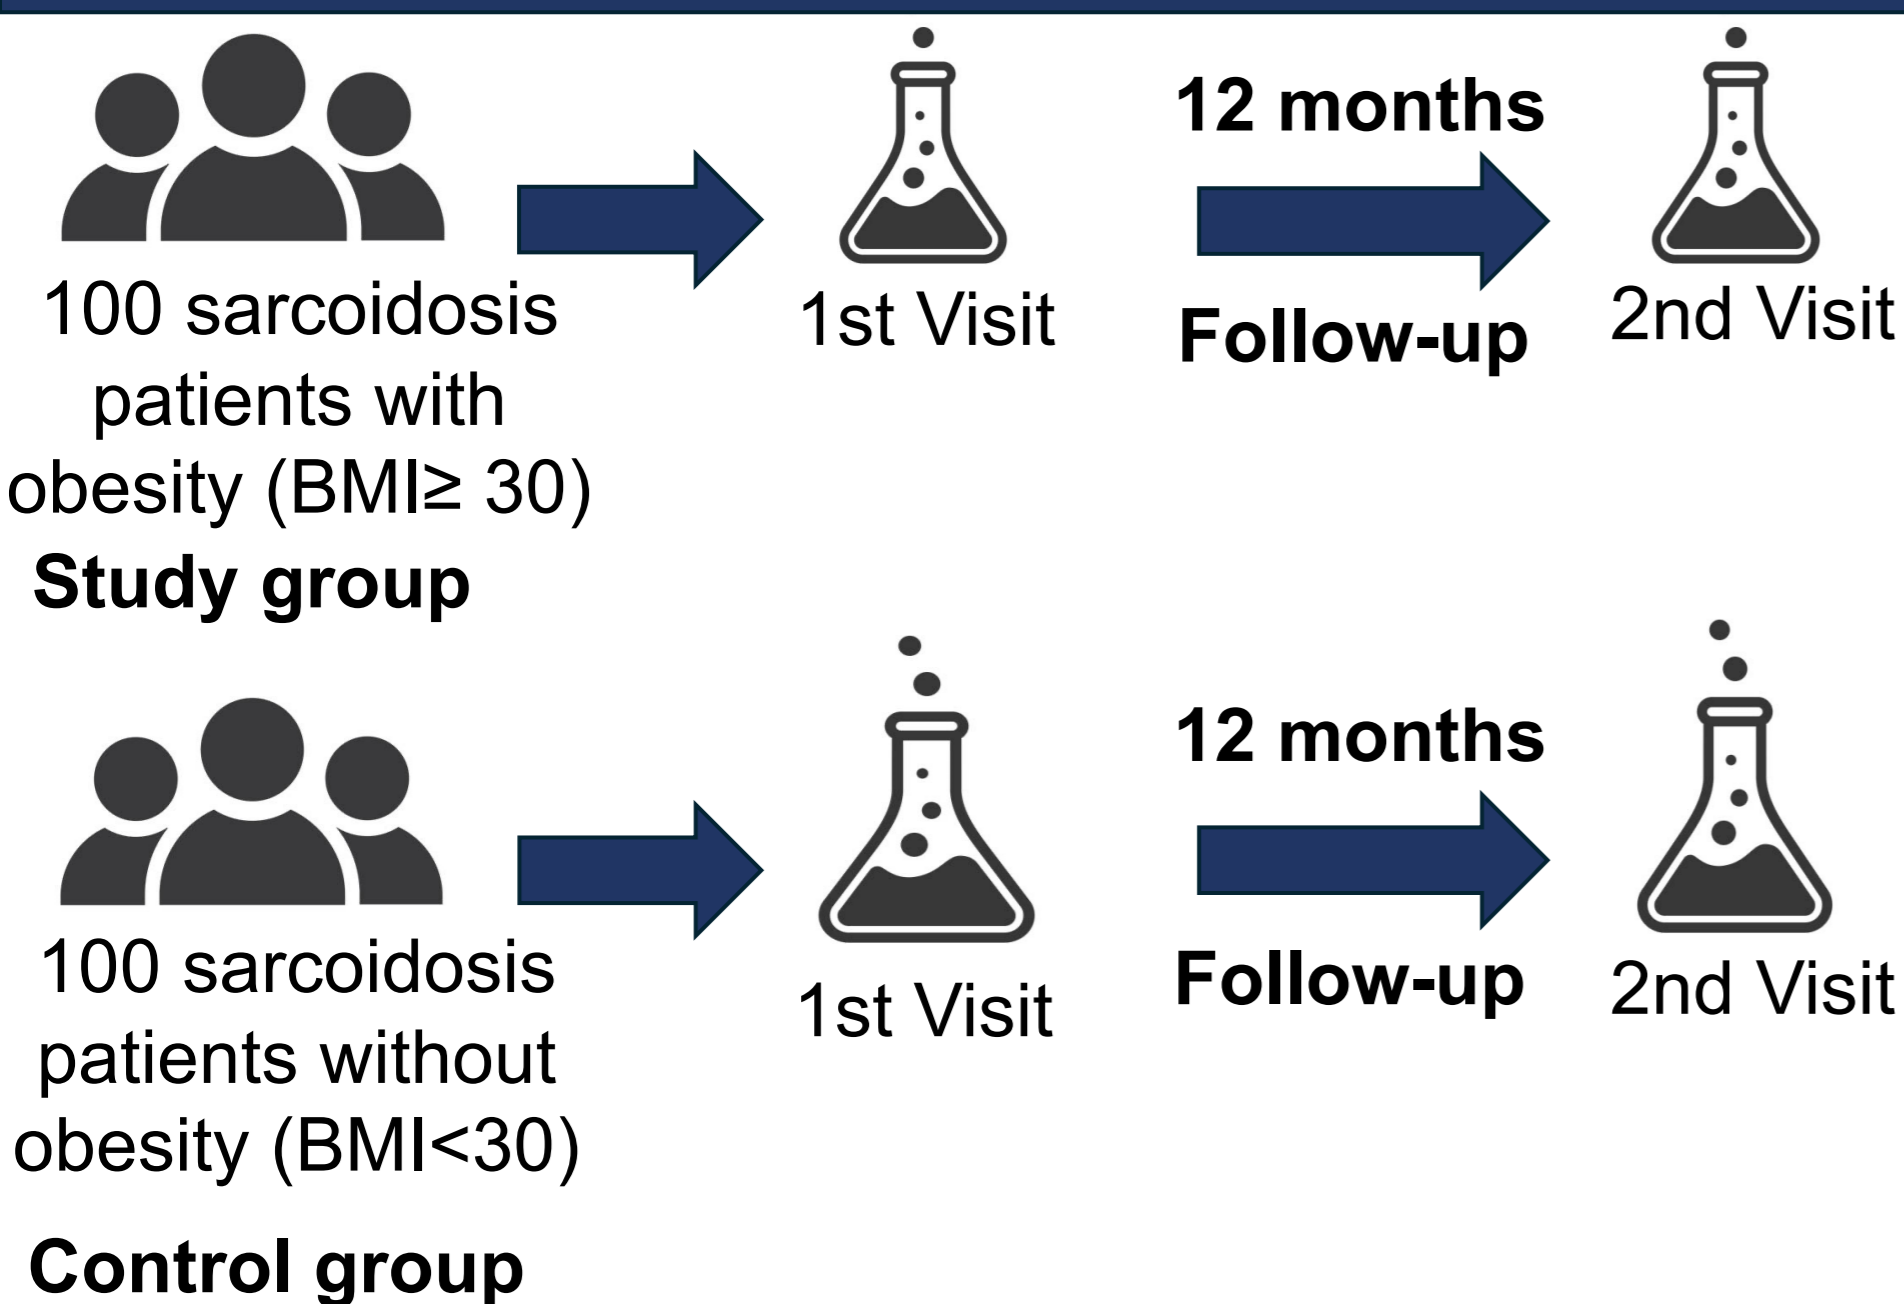 100 sarcoidosis
patients with
obesity (BMI≥ 30)
Study group
1st Visit
12 months
Follow-up
2nd Visit
100 sarcoidosis
patients without
obesity (BMI<30)
Control group
1st Visit
12 months
Follow-up
2nd Visit